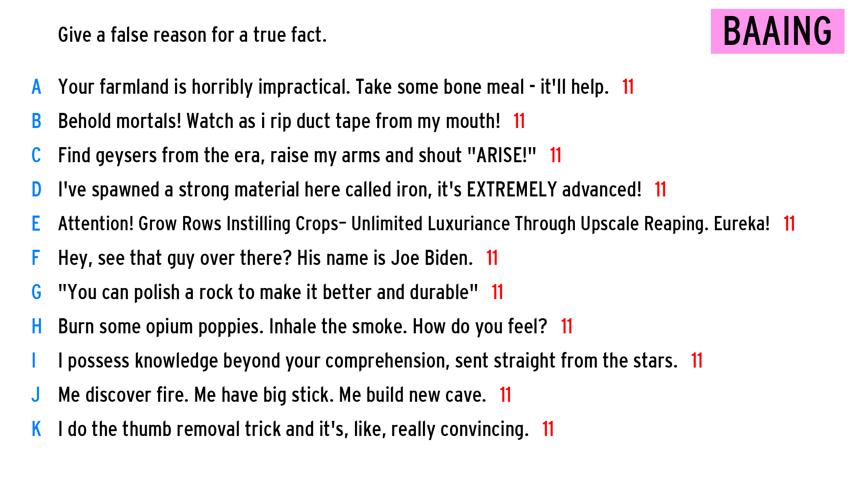 Give a false reason for a true fact.
BAAING
A Your farmland is horribly impractical. Take some bone meal - it'll help. 11
B Behold mortals! Watch as i rip duct tape from my mouth! 11
C Find geysers from the era, raise my arms and shout "ARISE!" 11
D I've spawned a strong material here called iron, it's EXTREMELY advanced! 11
E Attention! Grow Rows Instilling Crops– Unlimited Luxuriance Through Upscale Reaping. Eureka! 11
F Hey, see that guy over there? His name is Joe Biden. 11
G "You can polish a rock to make it better and durable" 11
H Burn some opium poppies. Inhale the smoke. How do you feel? 11
I I possess knowledge beyond your comprehension, sent straight from the stars. 11
J Me discover fire. Me have big stick. Me build new cave. 11
K I do the thumb removal trick and it's, like, really convincing. 11